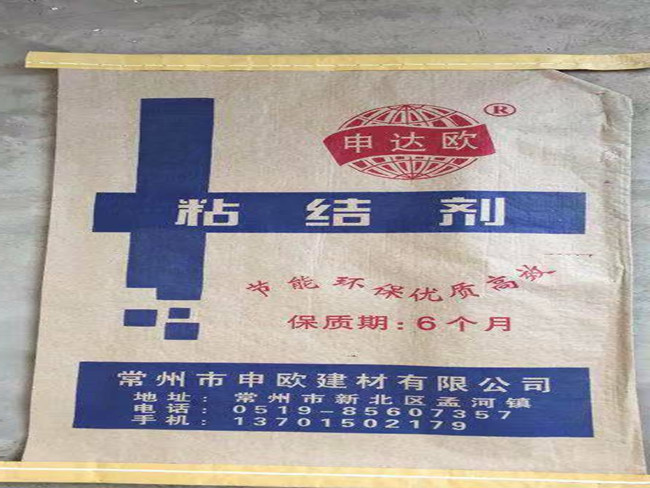 申达欧®
粘结剂
节能环保优质高效
保质期:6个月
常州市申欧建材有限公司
地址:常州市新北区孟河镇
电话:0519-85607357
手机:13701502179